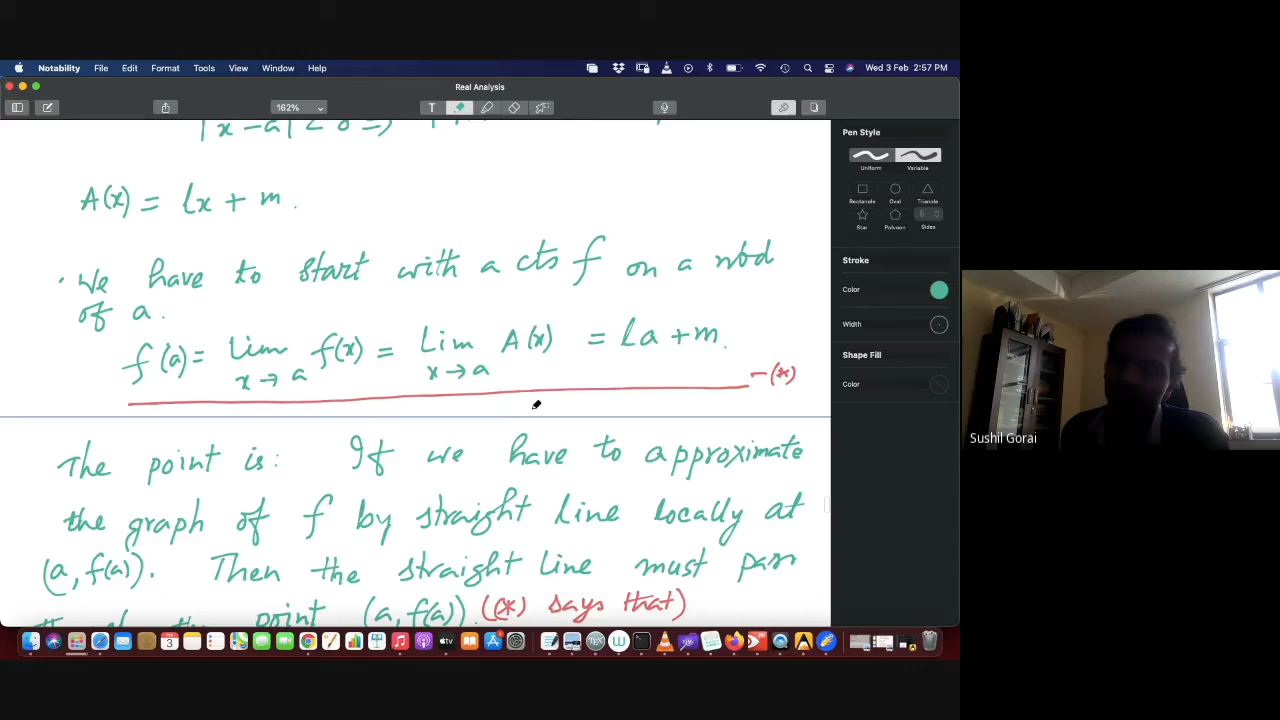 Notability File Edit Format Tools View Window Help Wed 3 Feb 2:57 PM
Real Analysis
162%
T
|x-a| < δ =>
A(x) = lx + m.
· We have to start with a cts f on a nbd
of a.
f(a) = lim x→a f(x) = lim x→a A(x) = la + m.
—(*)
The point is: If we have to approximate
the graph of f by straight line locally at
(a, f(a)). Then the straight line must pass
the point (a, f(a)). ((*) says that)
Pen Style
Uniform Variable
Rectangle Oval Triangle
Star Polygon Sides
Stroke
Color
Width
Shape Fill
Color
Sushil Gorai